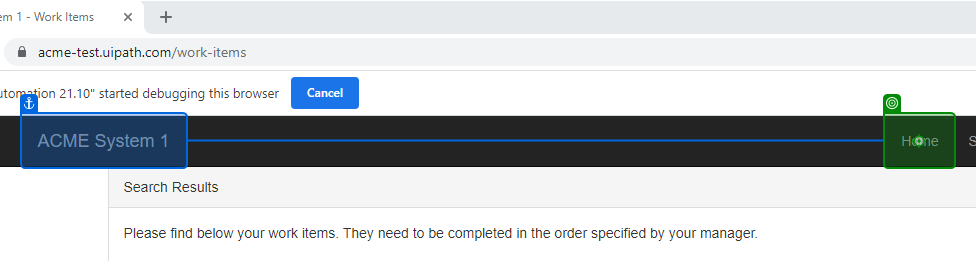 1 - Work Items
acme-test.uipath.com/work-items
21.10" started debugging this browser Cancel
ACME System 1 Home
Search Results
Please find below your work items. They need to be completed in the order specified by your manager.